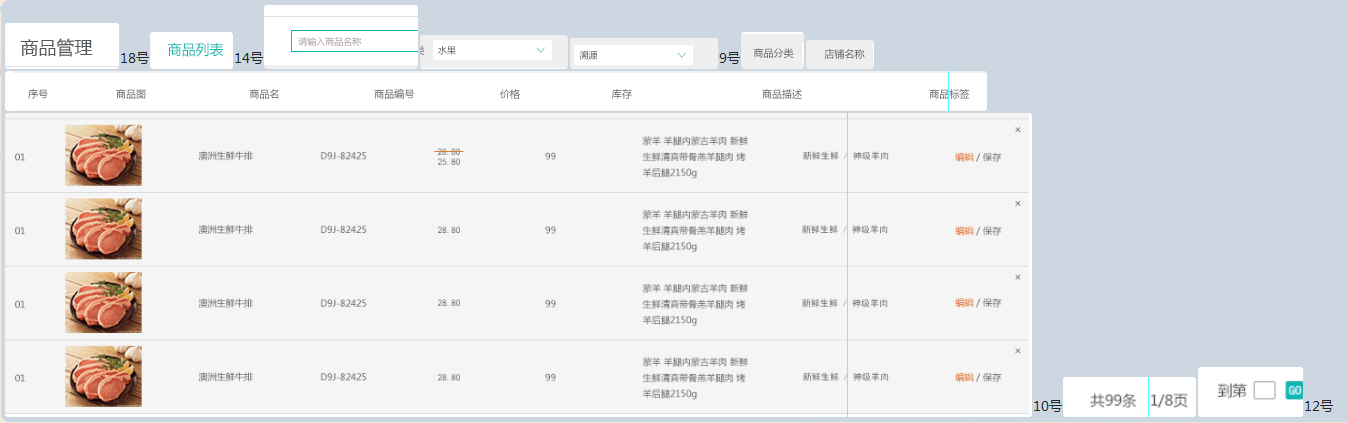 商品管理 18号 商品列表 14号 请输入商品名称 类 水果 溯源 9号 商品分类 店铺名称
序号 商品图 商品名 商品编号 价格 库存 商品描述 商品标签
×
蒙羊 羊腿内蒙古羊肉 新鲜
01 澳洲生鲜牛排 D9J-82425 28.80 99 生鲜清真带骨羔羊腿肉 烤 新鲜生鲜 / 神级羊肉 编辑 / 保存
25.80
羊后腿2150g
×
蒙羊 羊腿内蒙古羊肉 新鲜
01 澳洲生鲜牛排 D9J-82425 28.80 99 生鲜清真带骨羔羊腿肉 烤 新鲜生鲜 / 神级羊肉 编辑 / 保存
羊后腿2150g
×
蒙羊 羊腿内蒙古羊肉 新鲜
01 澳洲生鲜牛排 D9J-82425 28.80 99 生鲜清真带骨羔羊腿肉 烤 新鲜生鲜 / 神级羊肉 编辑 / 保存
羊后腿2150g
×
蒙羊 羊腿内蒙古羊肉 新鲜
01 澳洲生鲜牛排 D9J-82425 28.80 99 生鲜清真带骨羔羊腿肉 烤 新鲜生鲜 / 神级羊肉 编辑 / 保存
羊后腿2150g
10号 共99条 1/8页 到第 GO 12号